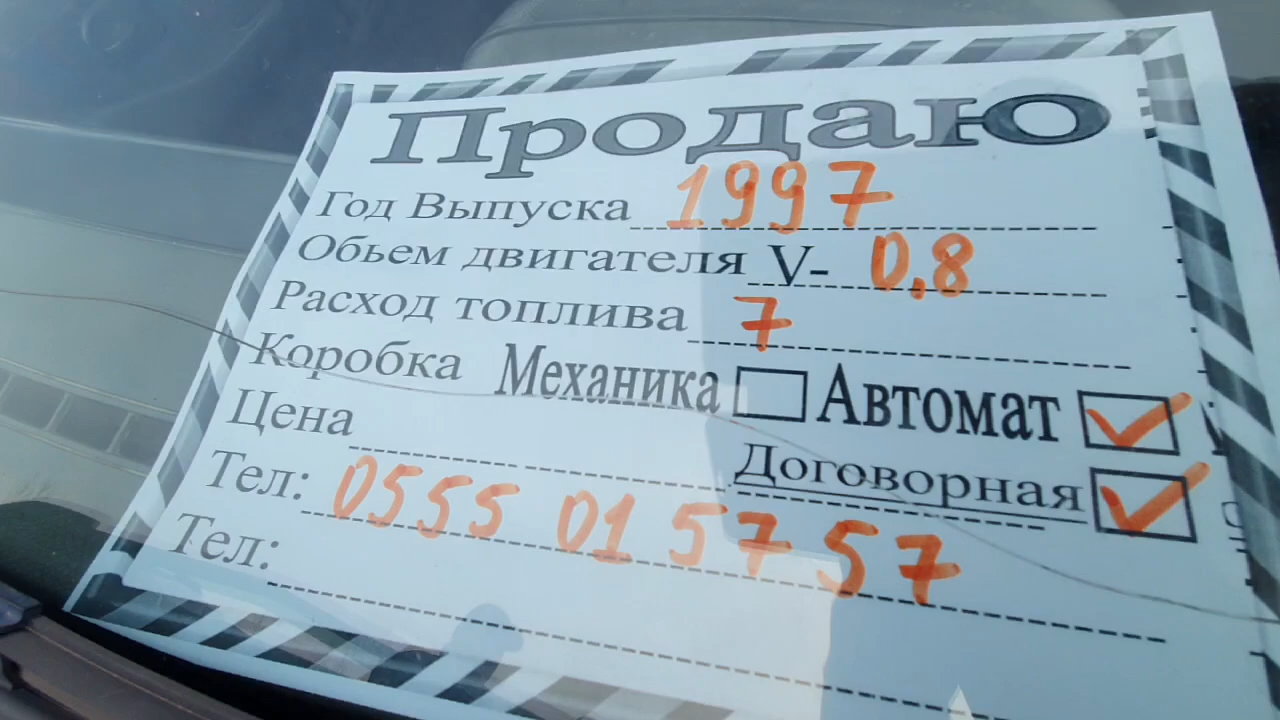 Продаю
Год Выпуска 1997
Обьем двигателя V- 0,8
Расход топлива 7
Коробка Механика Автомат
Цена Договорная
Тел: 0555 01 57 57
Тел: